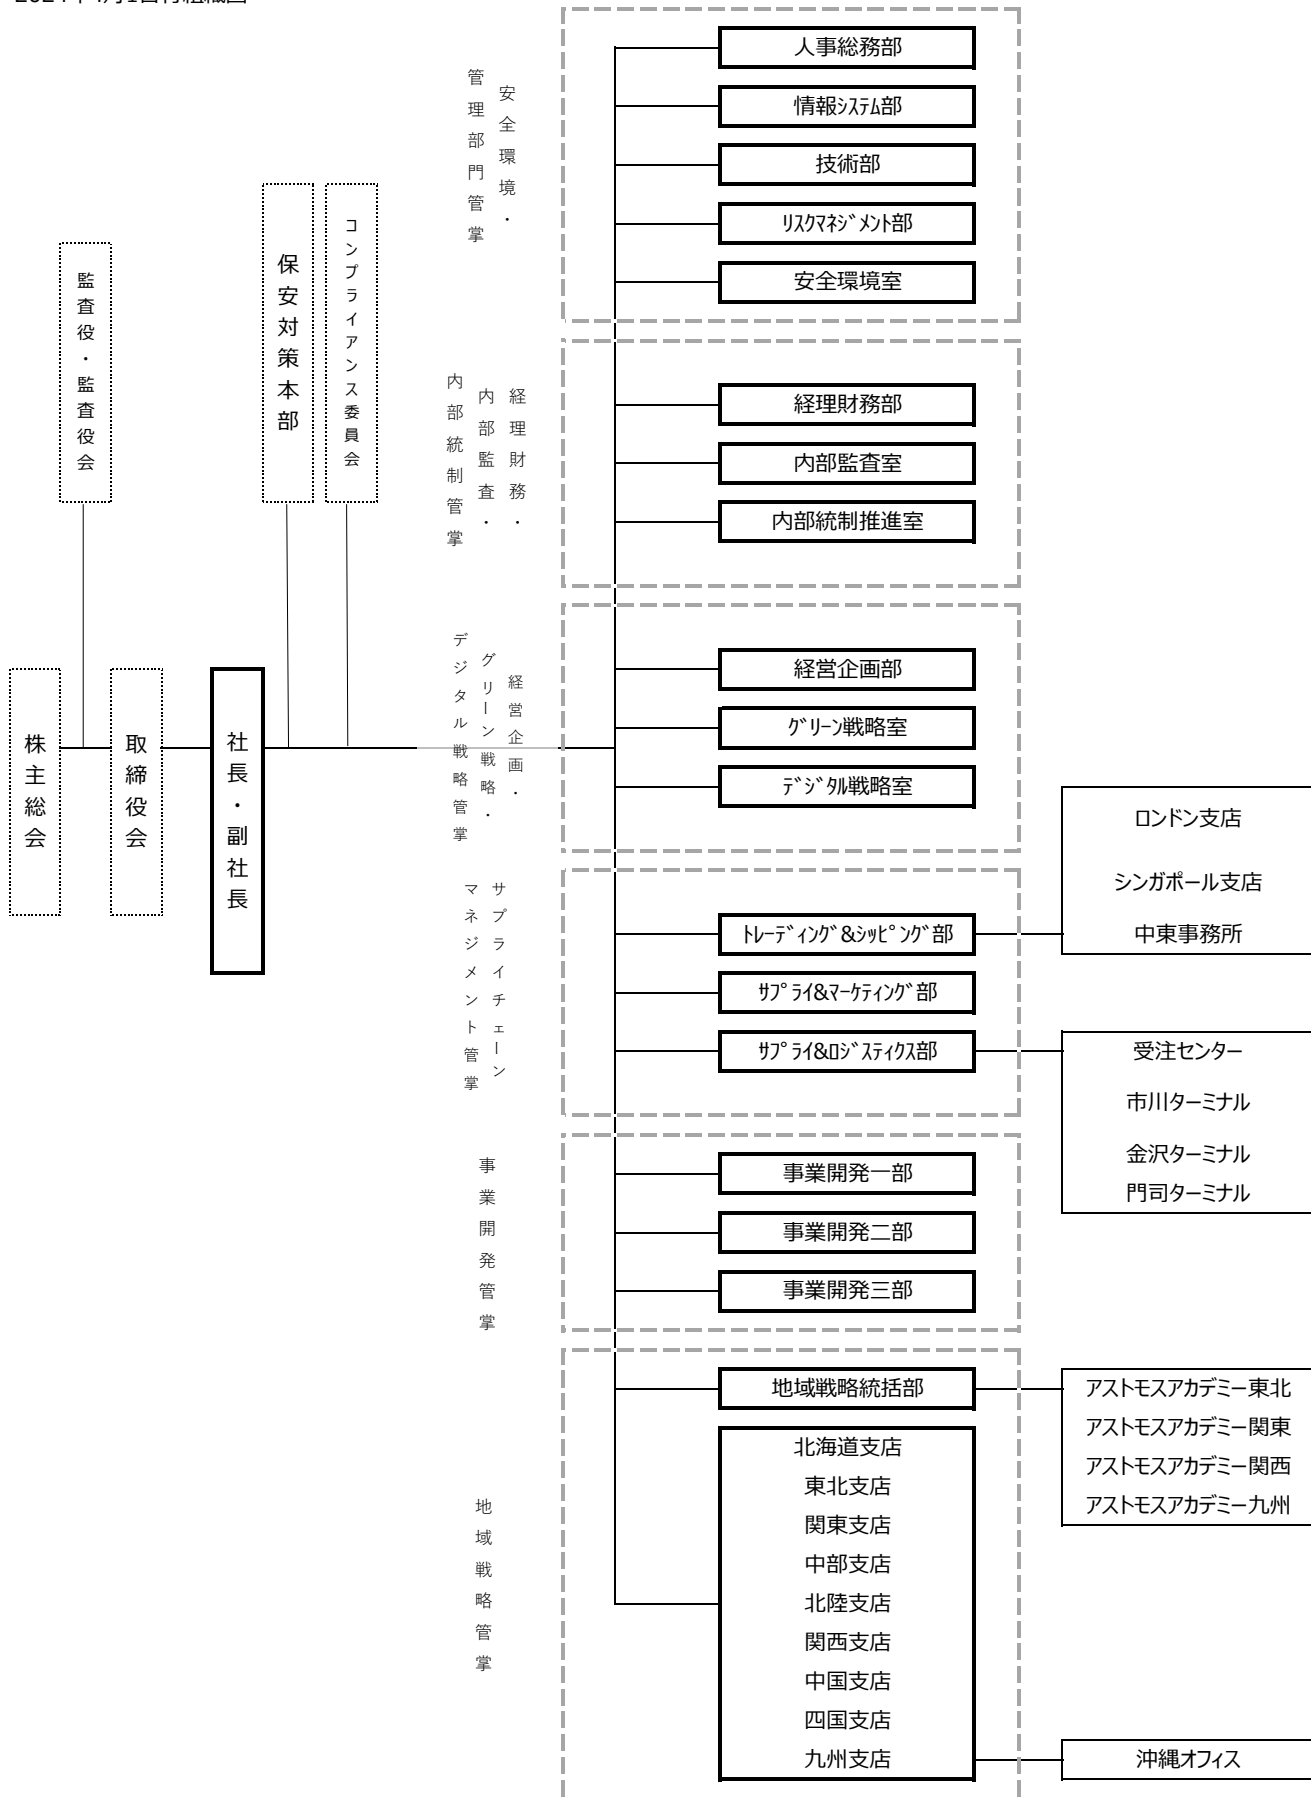 人事総務部
情報ｼｽﾃﾑ部
技術部
ﾘｽｸﾏﾈｼﾞﾒﾝﾄ部
安全環境室
安全環境・
管理部門管掌
経理財務部
内部監査室
内部統制推進室
経理財務・
内部監査・
内部統制管掌
監査役・監査役会
保安対策本部
コンプライアンス委員会
株主総会
取締役会
社長・副社長
経営企画・
グリーン戦略・
デジタル戦略管掌
経営企画部
ｸﾞﾘｰﾝ戦略室
ﾃﾞｼﾞﾀﾙ戦略室
サプライチェーン
マネジメント管掌
ﾄﾚｰﾃﾞｨﾝｸﾞ&ｼｯﾋﾟﾝｸﾞ部
ｻﾌﾟﾗｲ&ﾏｰｹﾃｨﾝｸﾞ部
ｻﾌﾟﾗｲ&ﾛｼﾞｽﾃｨｸｽ部
ロンドン支店
シンガポール支店
中東事務所
受注センター
市川ターミナル
金沢ターミナル
門司ターミナル
事業開発管掌
事業開発一部
事業開発二部
事業開発三部
地域戦略管掌
地域戦略統括部
アストモスアカデミー東北
アストモスアカデミー関東
アストモスアカデミー関西
アストモスアカデミー九州
北海道支店
東北支店
関東支店
中部支店
北陸支店
関西支店
中国支店
四国支店
九州支店
沖縄オフィス